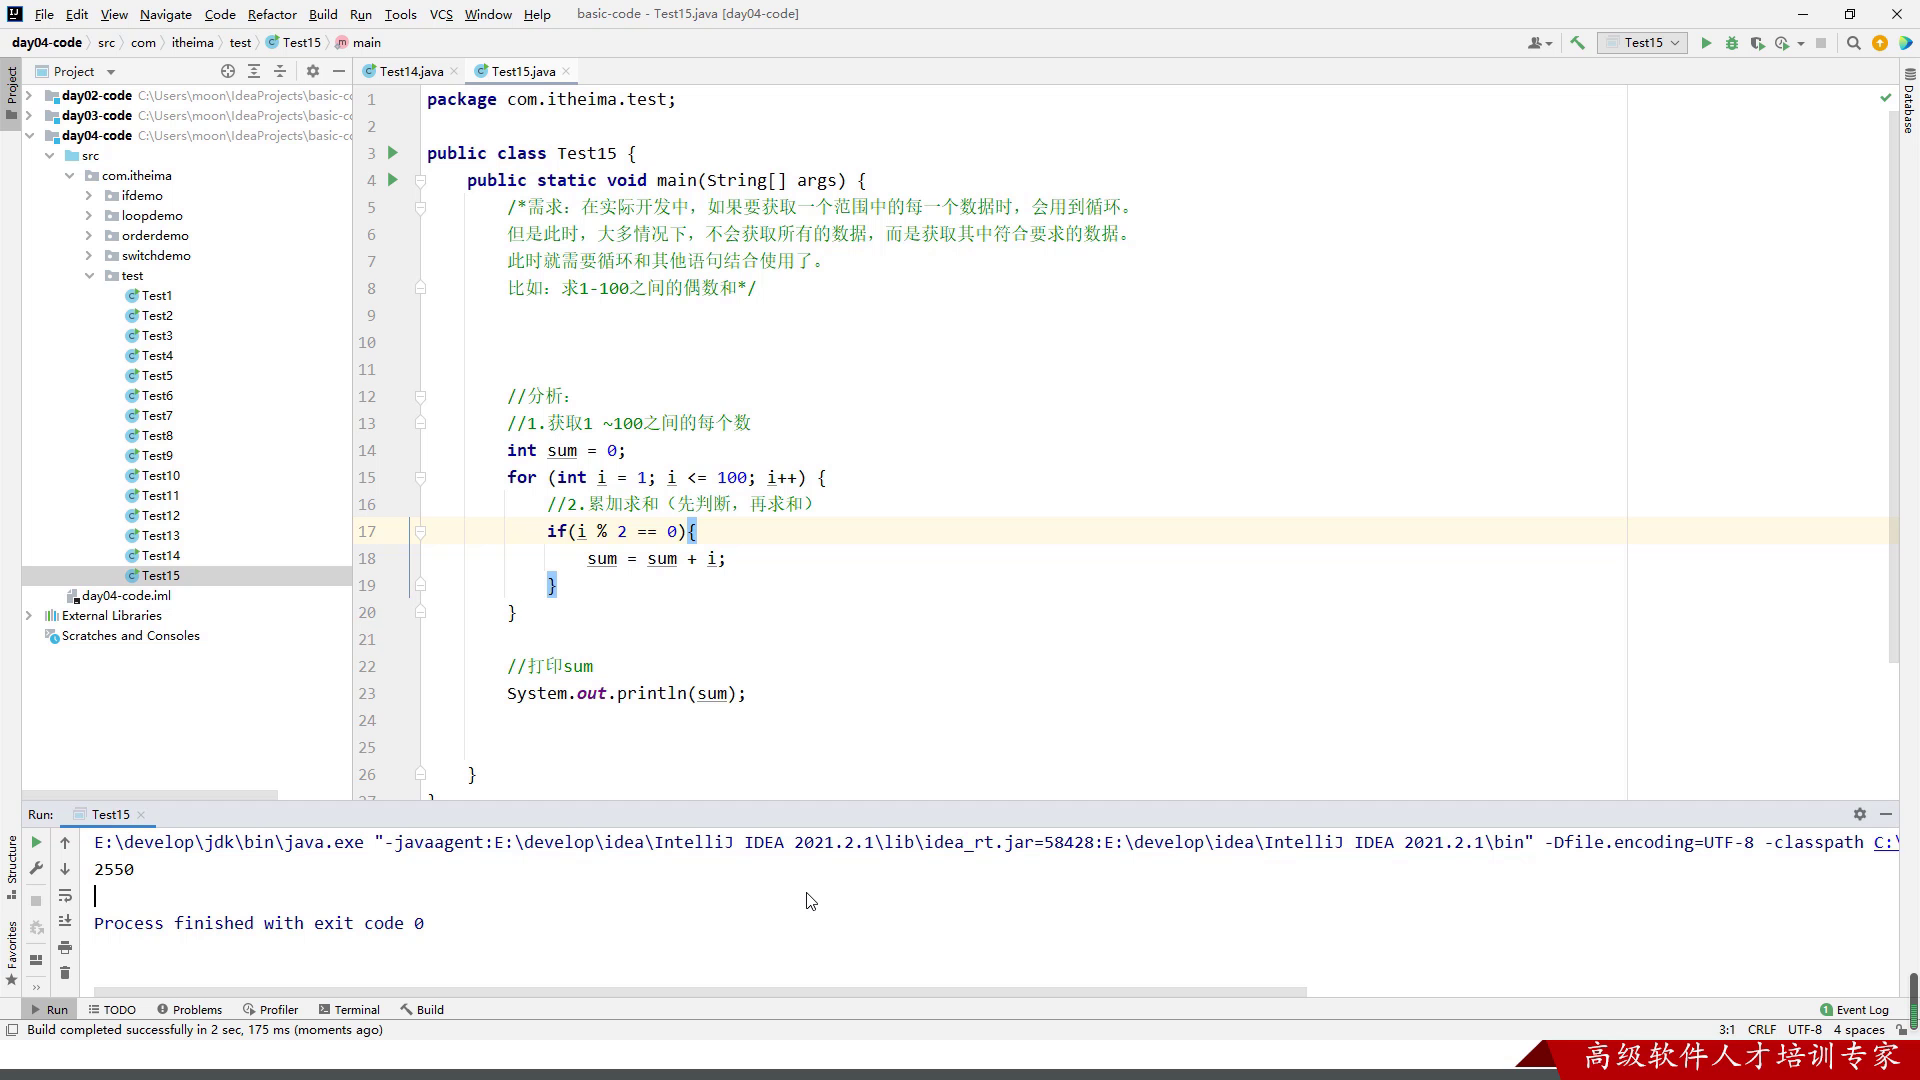 File Edit View Navigate Code Refactor Build Run Tools VCS Window Help basic-code - Test15.java [day04-code]
day04-code src com itheima test Test15 main
Test15
Project
Test14.java
Test15.java
day02-code C:\Users\moon\IdeaProjects\basic-cc
day03-code C:\Users\moon\IdeaProjects\basic-cc
day04-code C:\Users\moon\IdeaProjects\basic-cc
src
com.itheima
ifdemo
loopdemo
orderdemo
switchdemo
test
Test1
Test2
Test3
Test4
Test5
Test6
Test7
Test8
Test9
Test10
Test11
Test12
Test13
Test14
Test15
day04-code.iml
External Libraries
Scratches and Consoles
Project
Structure
Favorites
Database
1 package com.itheima.test;
2
3 public class Test15 {
4 public static void main(String[] args) {
5 /*需求：在实际开发中，如果要获取一个范围中的每一个数据时，会用到循环。
6 但是此时，大多情况下，不会获取所有的数据，而是获取其中符合要求的数据。
7 此时就需要循环和其他语句结合使用了。
8 比如：求1-100之间的偶数和*/
9
10
11
12 //分析：
13 //1.获取1 ~100之间的每个数
14 int sum = 0;
15 for (int i = 1; i <= 100; i++) {
16 //2.累加求和（先判断，再求和）
17 if(i % 2 == 0){
18 sum = sum + i;
19 }
20 }
21
22 //打印sum
23 System.out.println(sum);
24
25
26 }
27 }
Run: Test15
E:\develop\jdk\bin\java.exe "-javaagent:E:\develop\idea\IntelliJ IDEA 2021.2.1\lib\idea_rt.jar=58428:E:\develop\idea\IntelliJ IDEA 2021.2.1\bin" -Dfile.encoding=UTF-8 -classpath C:\
2550
Process finished with exit code 0
Run TODO Problems Profiler Terminal Build
1 Event Log
Build completed successfully in 2 sec, 175 ms (moments ago)
3:1 CRLF UTF-8 4 spaces
高级软件人才培训专家